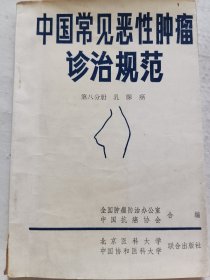 中国常见恶性肿瘤
诊治规范
第八分册 乳腺癌
全国肿瘤防治办公室
中国抗癌协会
合编
北京医科大学
中国协和医科大学
联合出版社